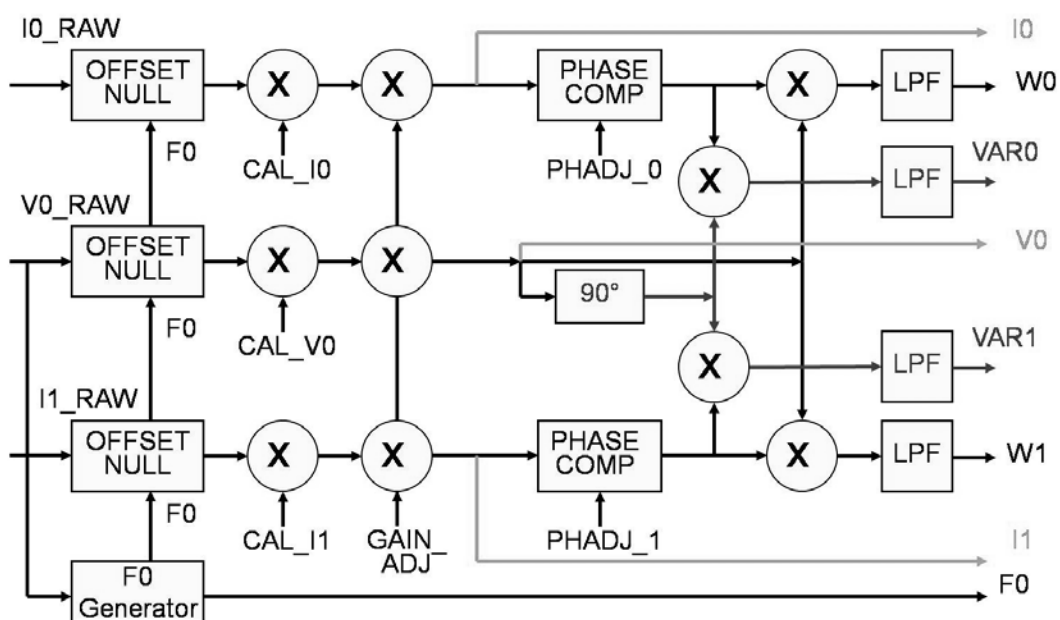 I0_RAW
I0
OFFSET
NULL
X
X
PHASE
COMP
X
LPF
W0
F0
CAL_I0
PHADJ_0
X
LPF
VAR0
V0_RAW
OFFSET
NULL
X
X
V0
90°
F0
CAL_V0
X
LPF
VAR1
I1_RAW
OFFSET
NULL
X
X
PHASE
COMP
X
LPF
W1
F0
CAL_I1
GAIN_
ADJ
PHADJ_1
I1
F0
Generator
F0